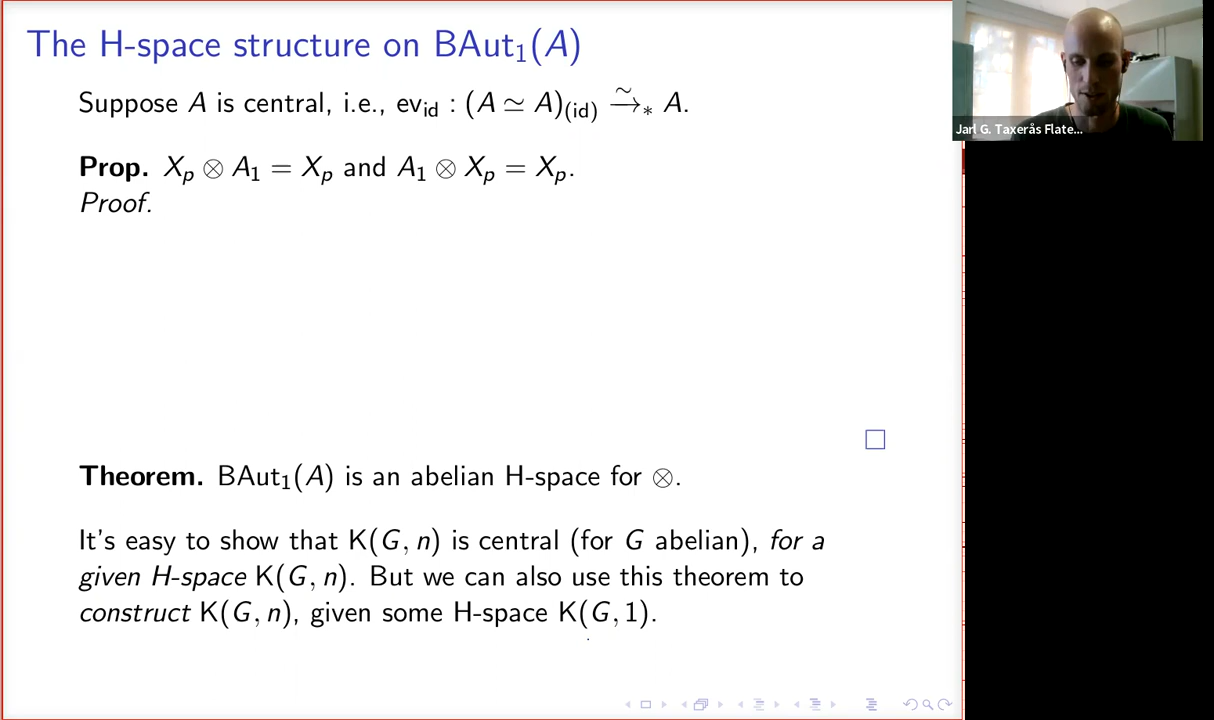 The H-space structure on BAut₁(A)
Suppose A is central, i.e., ev_id : (A ≃ A)_(id) ∼→_* A.
Prop. X_p ⊗ A₁ = X_p and A₁ ⊗ X_p = X_p.
Proof.
□
Theorem. BAut₁(A) is an abelian H-space for ⊗.
It's easy to show that K(G, n) is central (for G abelian), for a
given H-space K(G, n). But we can also use this theorem to
construct K(G, n), given some H-space K(G, 1).
Jarl G. Taxerås Flate...